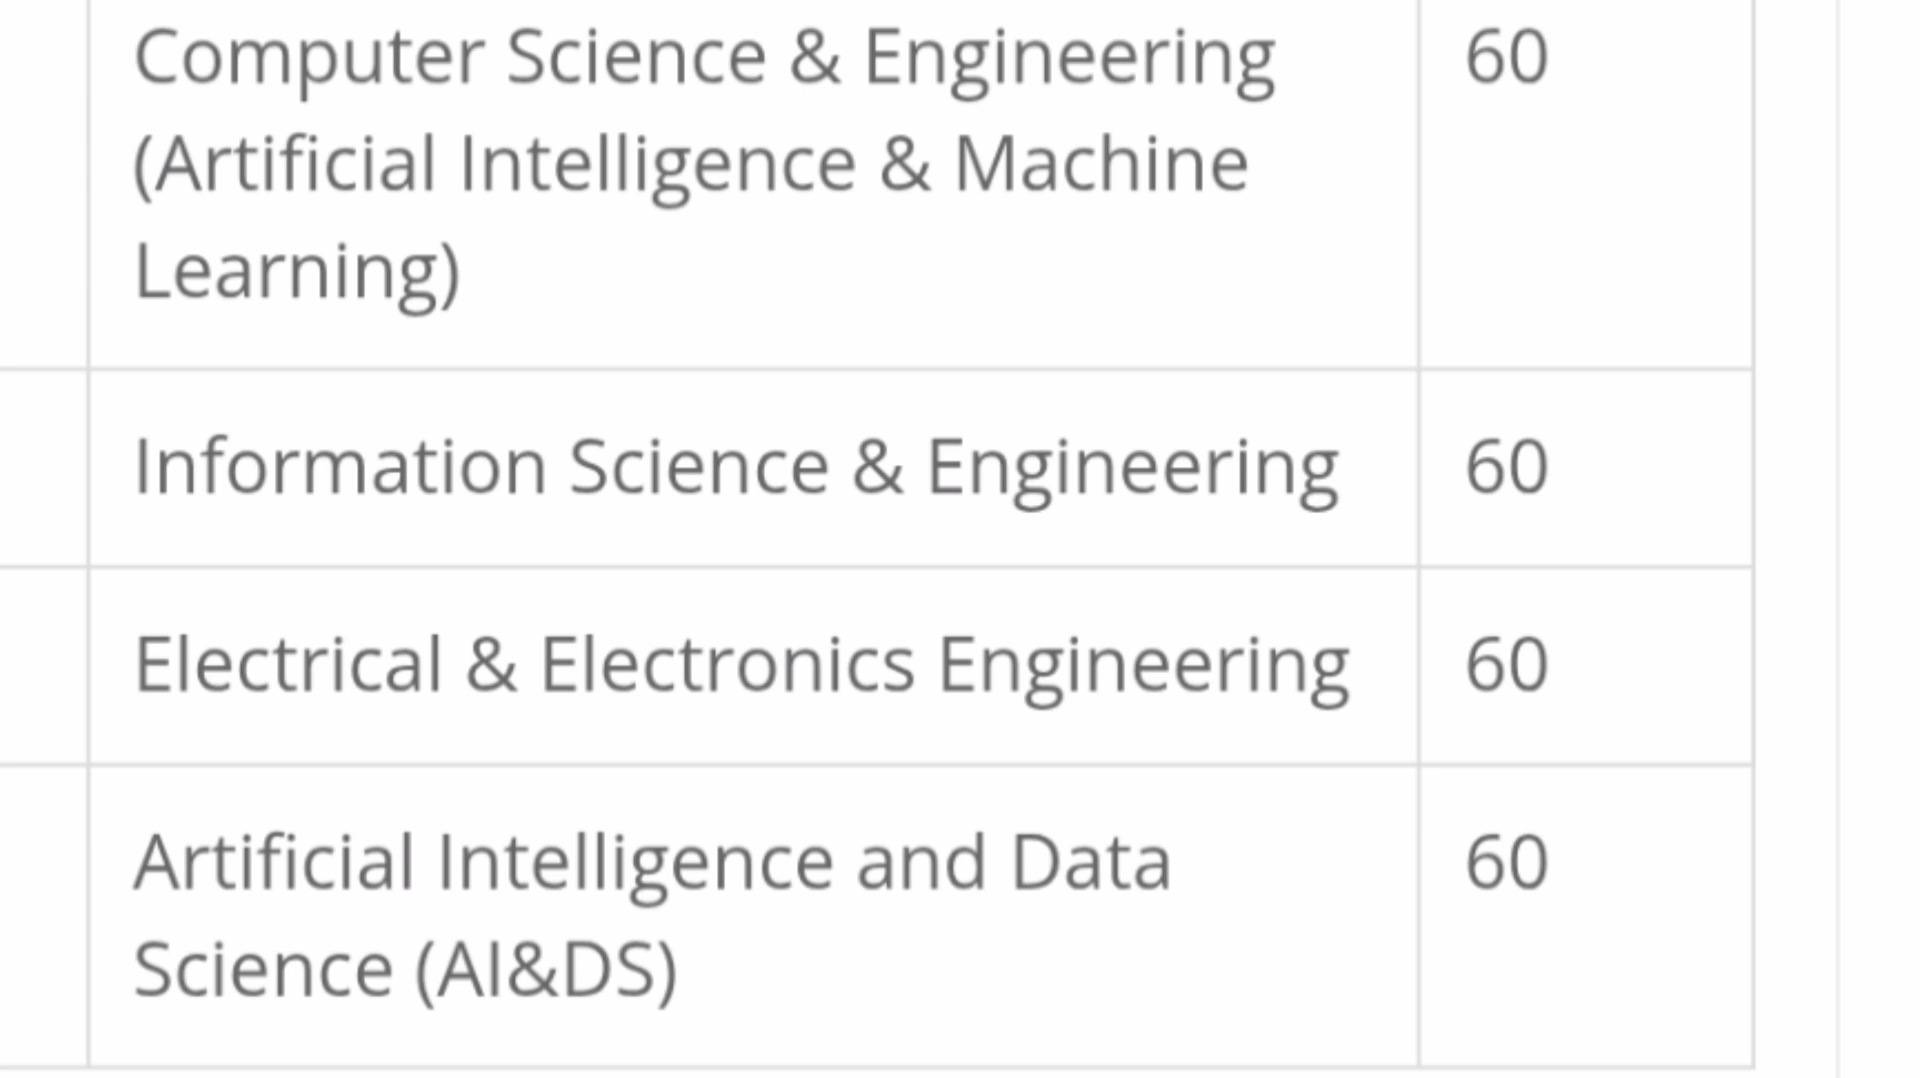 Computer Science & Engineering 60
(Artificial Intelligence & Machine
Learning)
Information Science & Engineering 60
Electrical & Electronics Engineering 60
Artificial Intelligence and Data 60
Science (AI&DS)